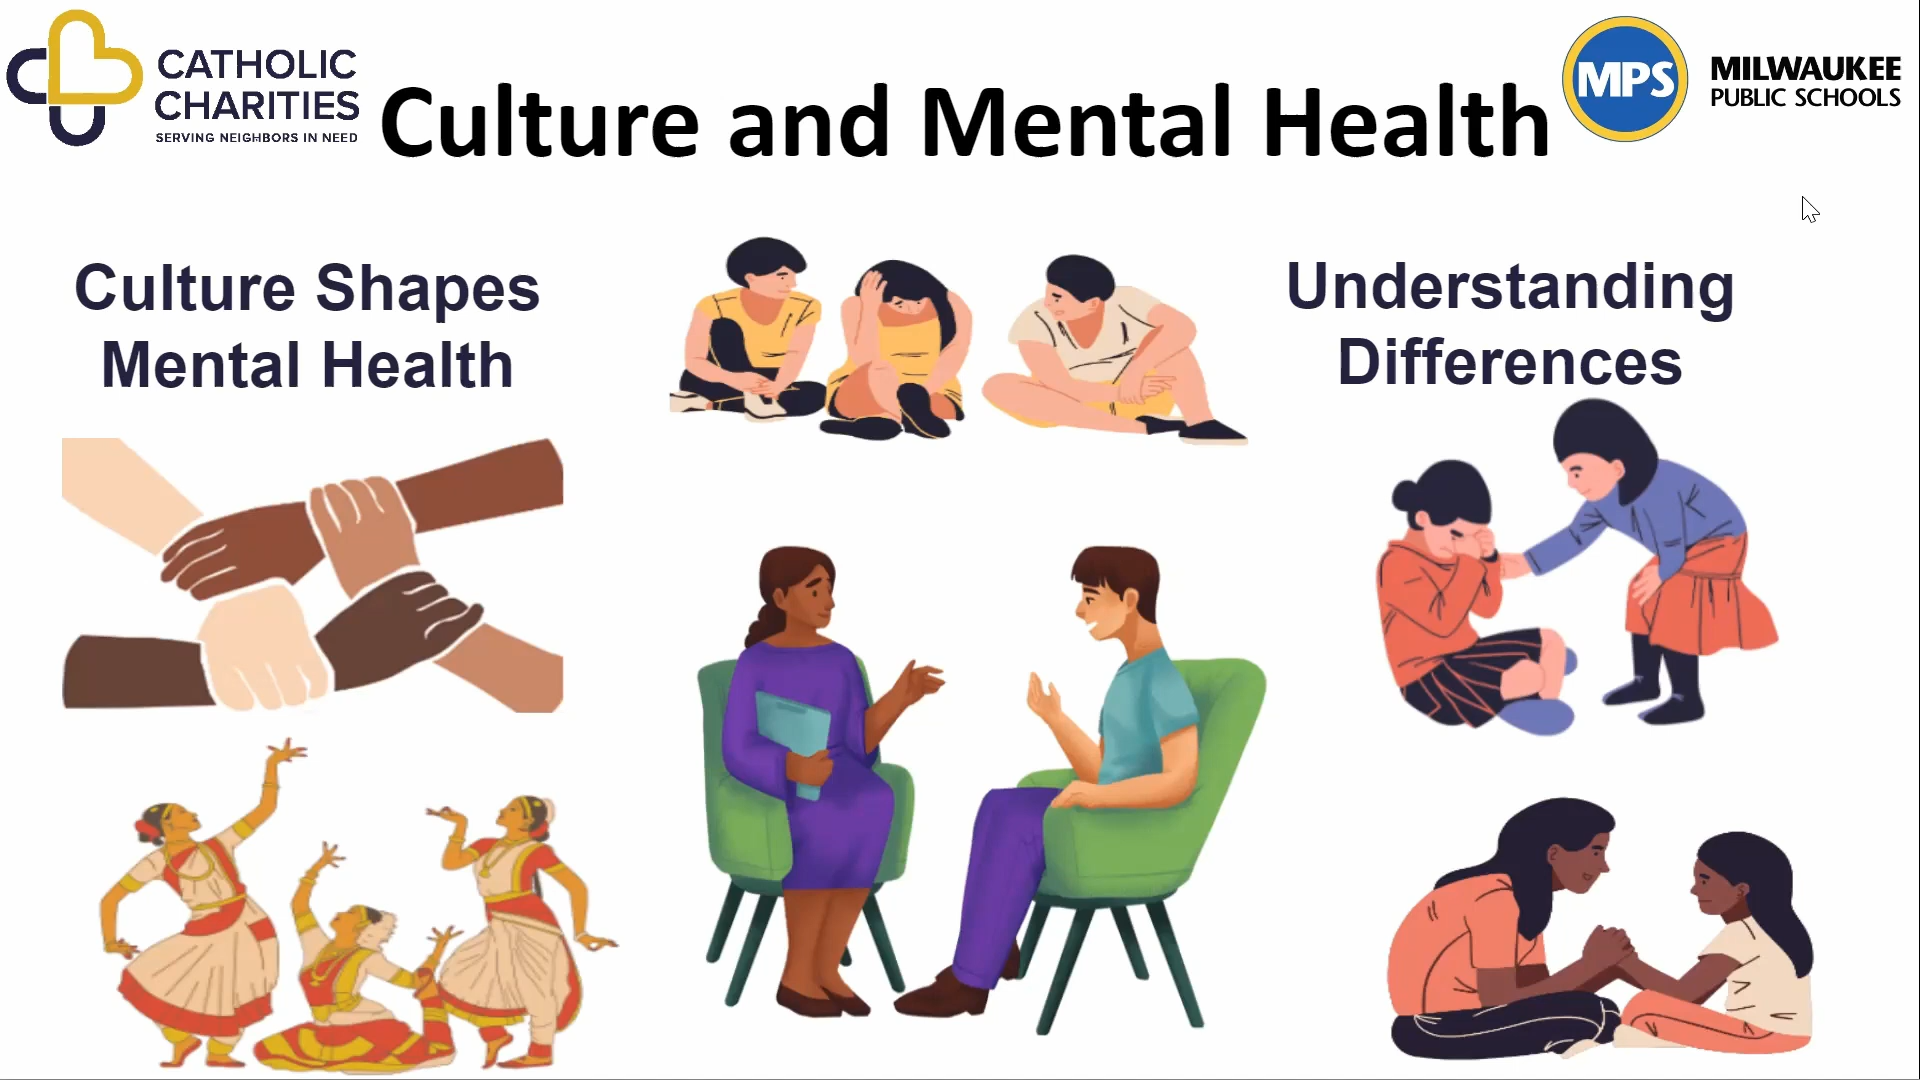 CATHOLIC
CHARITIES
SERVING NEIGHBORS IN NEED
Culture and Mental Health
MPS
MILWAUKEE
PUBLIC SCHOOLS
Culture Shapes
Mental Health
Understanding
Differences